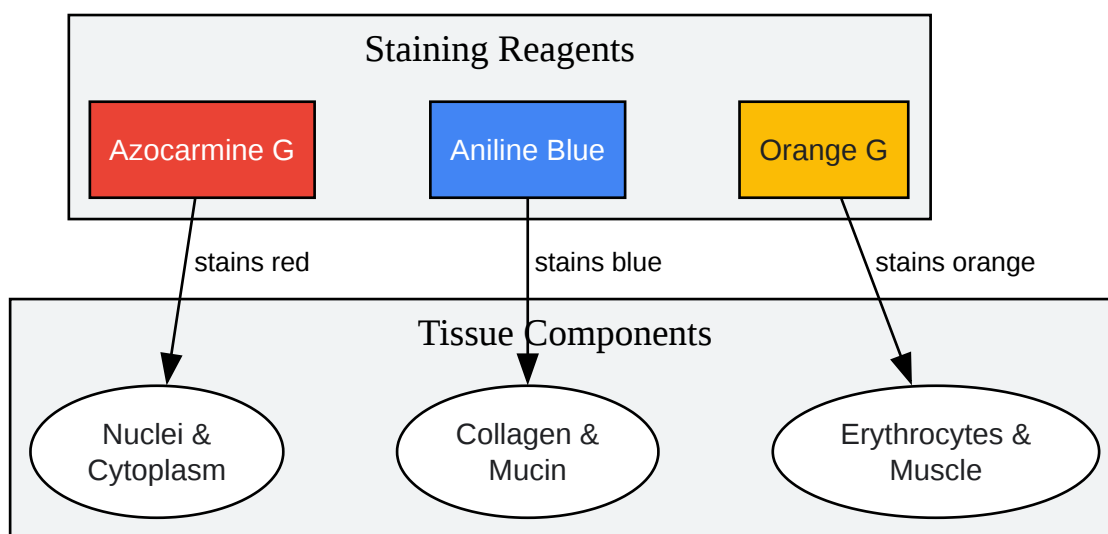 Staining Reagents
Azocarmine G
Aniline Blue
Orange G
stains red
stains blue
stains orange
Tissue Components
Nuclei &
Cytoplasm
Collagen &
Mucin
Erythrocytes &
Muscle